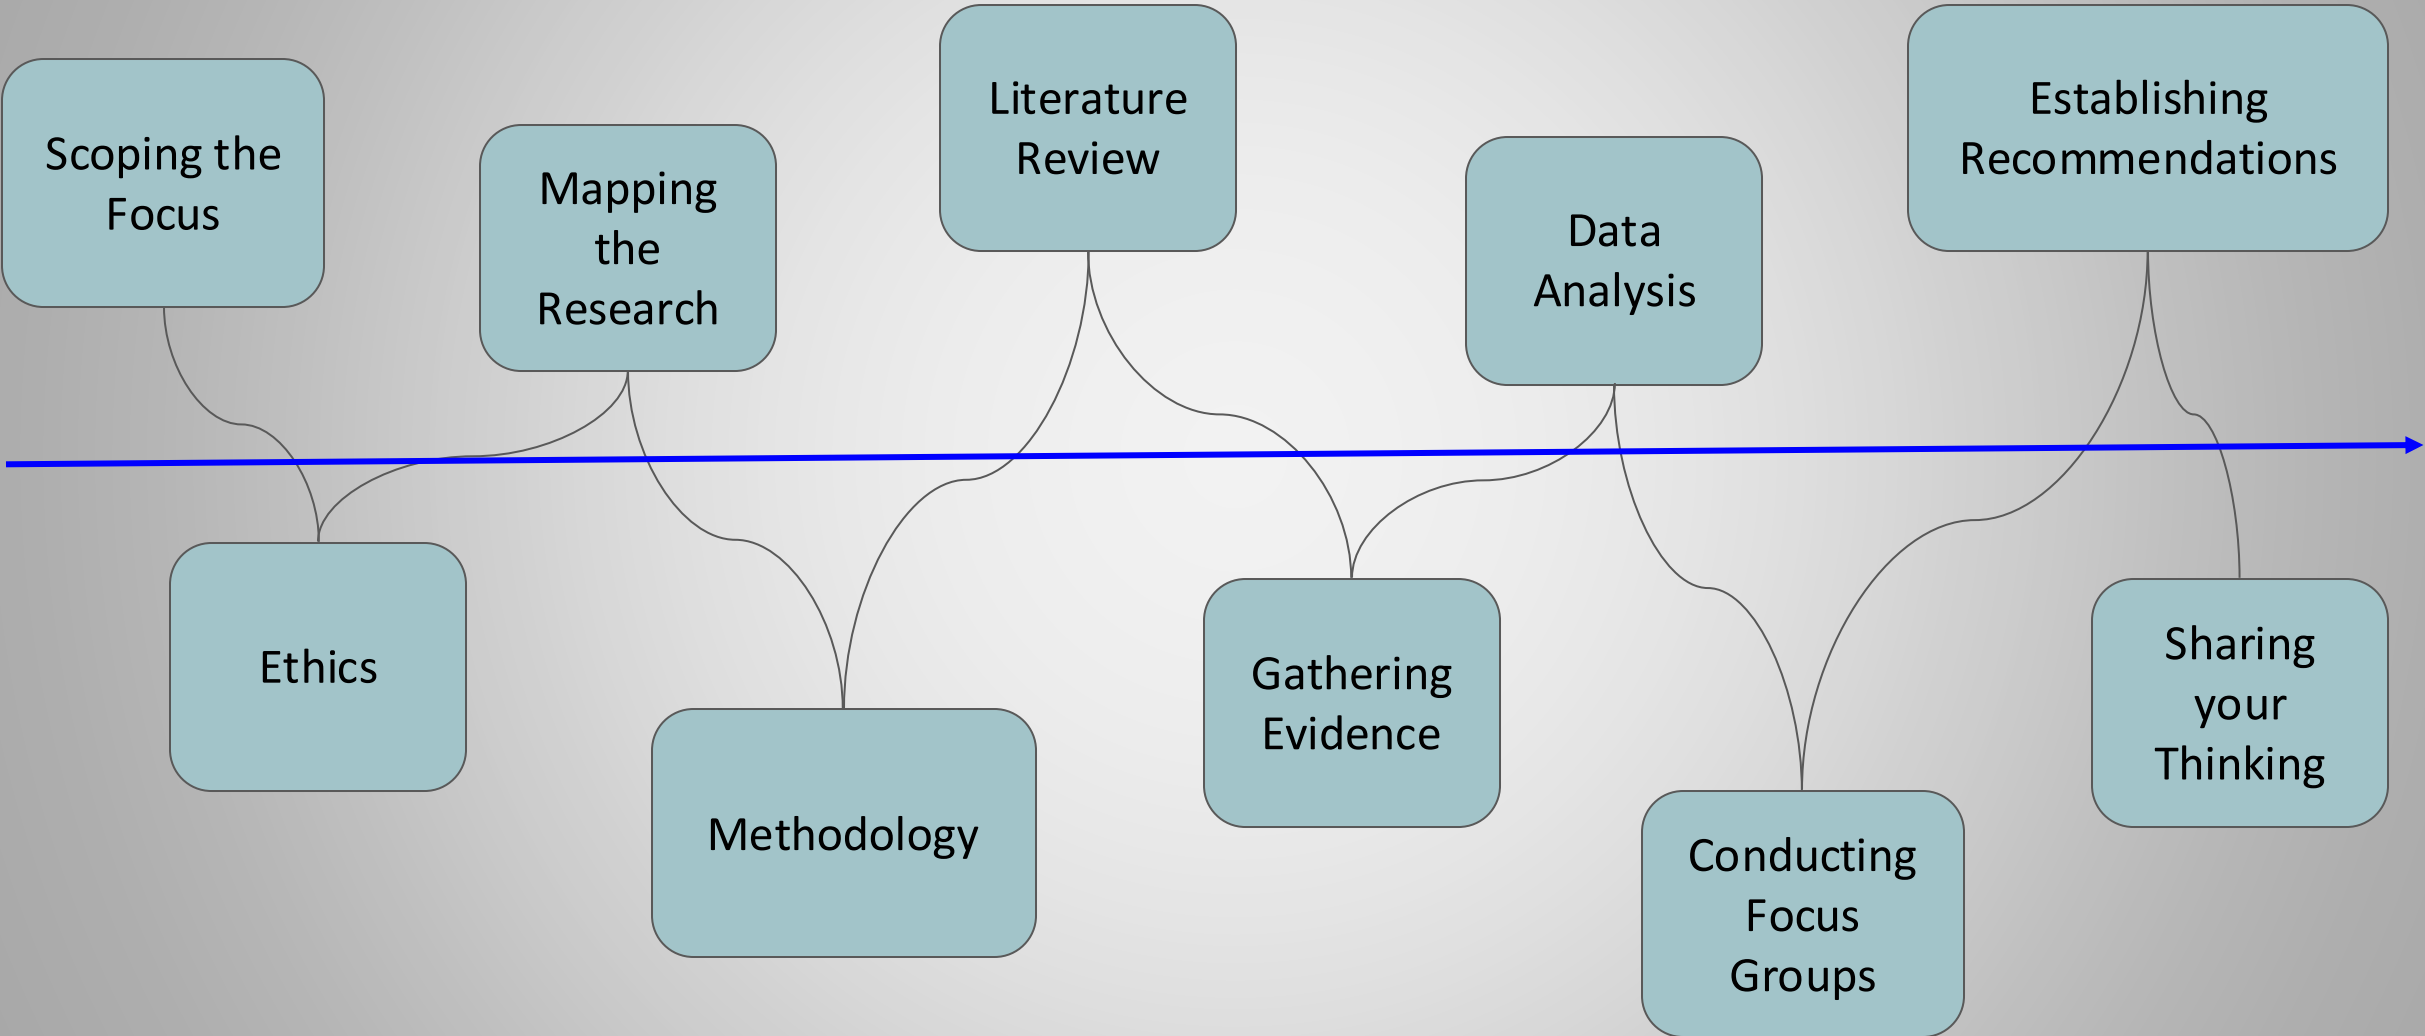 Scoping the
Focus
Ethics
Mapping
the
Research
Methodology
Literature
Review
Gathering
Evidence
Data
Analysis
Conducting
Focus
Groups
Establishing
Recommendations
Sharing
your
Thinking